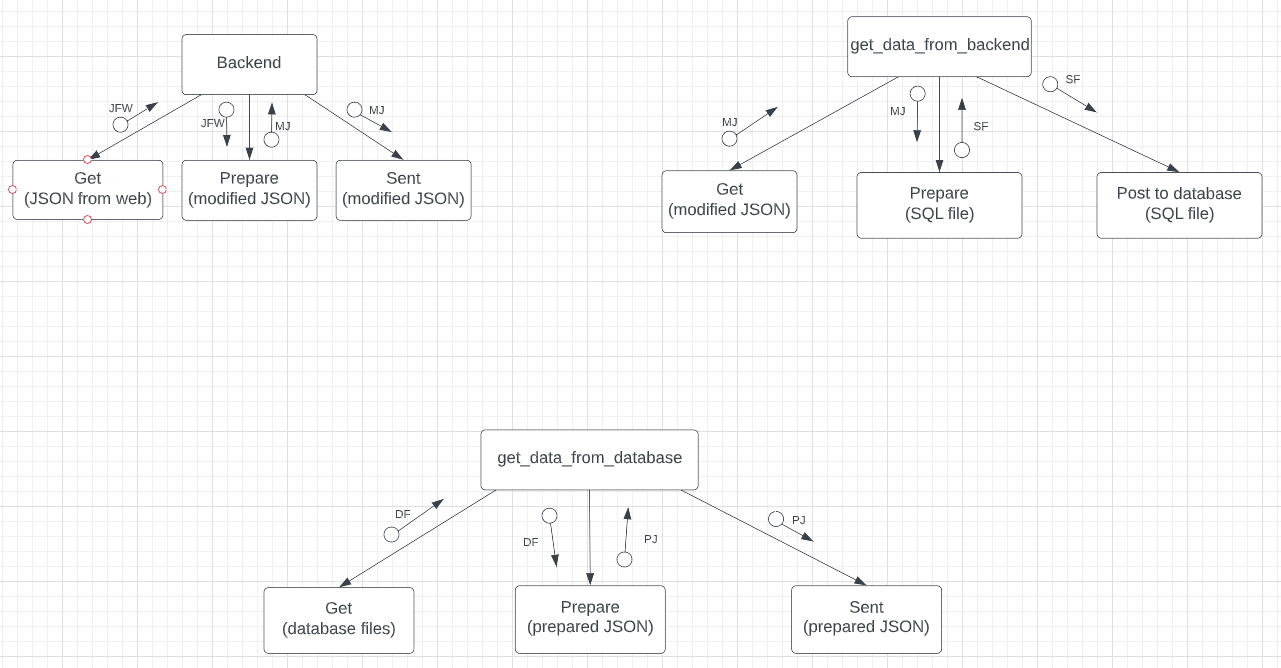 Backend
JFW
JFW
MJ
MJ
Get
(JSON from web)
Prepare
(modified JSON)
Sent
(modified JSON)
get_data_from_backend
MJ
MJ
SF
SF
Get
(modified JSON)
Prepare
(SQL file)
Post to database
(SQL file)
get_data_from_database
DF
DF
PJ
PJ
Get
(database files)
Prepare
(prepared JSON)
Sent
(prepared JSON)